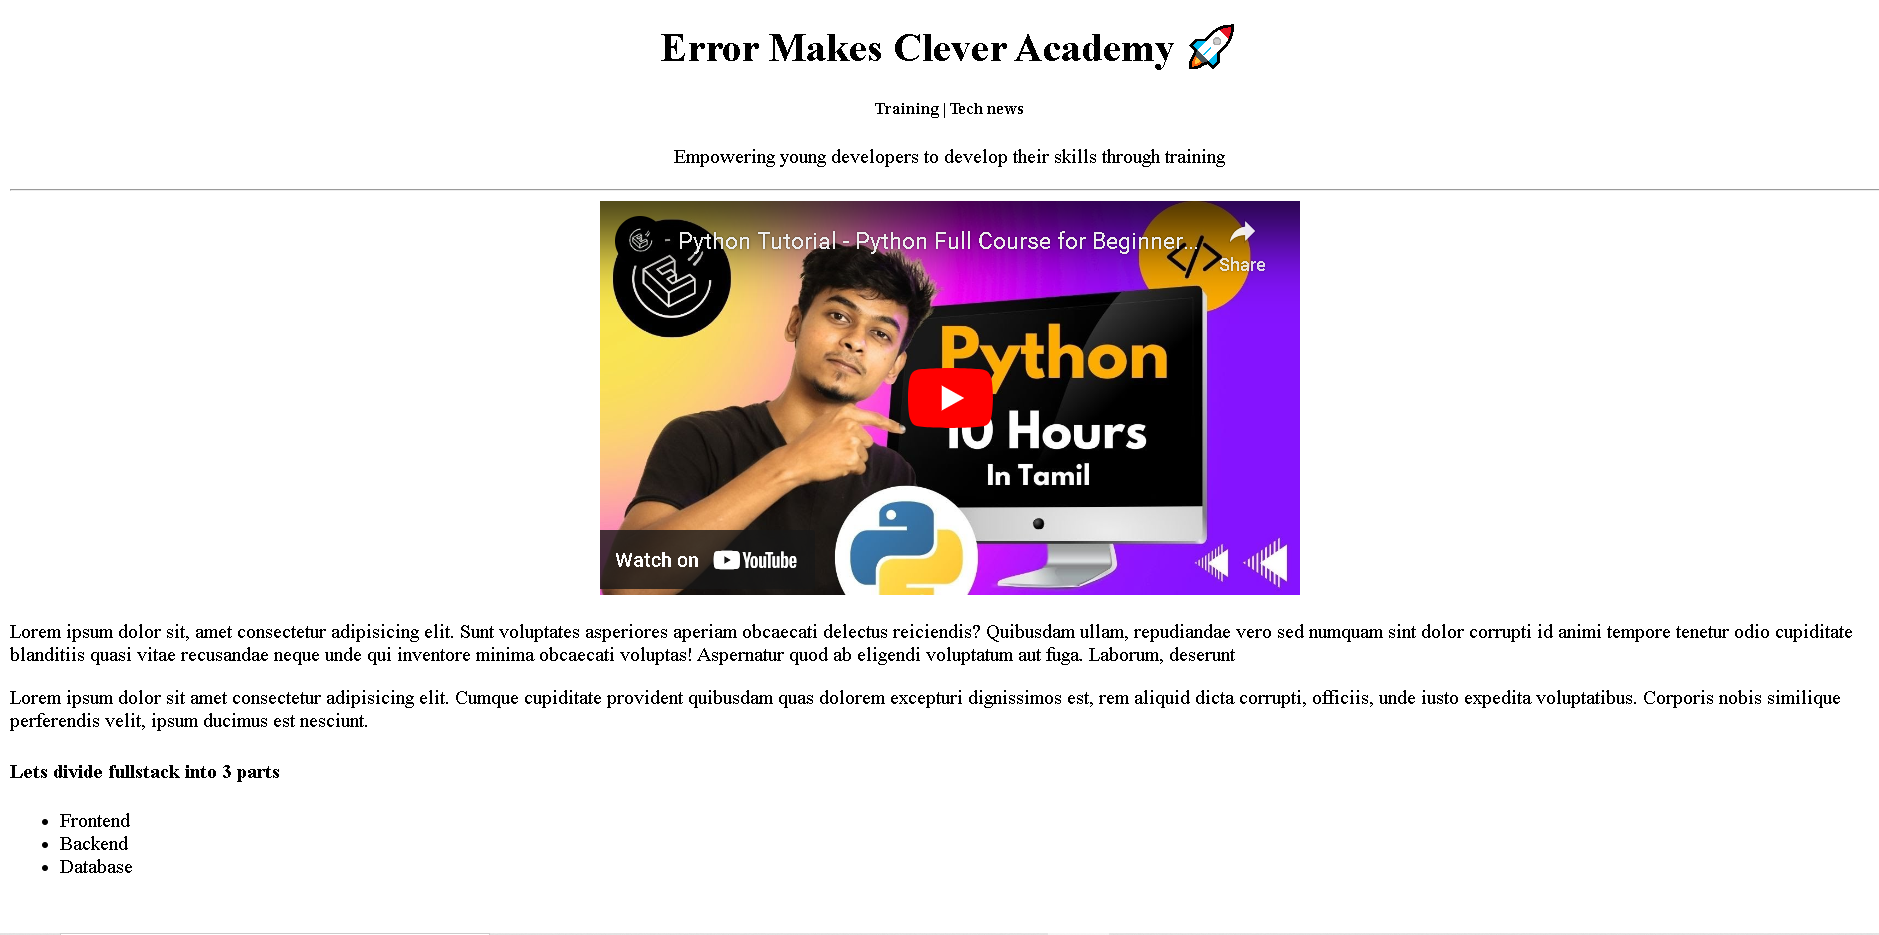 Error Makes Clever Academy 🚀
Training | Tech news
Empowering young developers to develop their skills through training
- Python Tutorial - Python Full Course for Beginner...
Share
</>
Python
10 Hours
In Tamil
Watch on YouTube
Lorem ipsum dolor sit, amet consectetur adipisicing elit. Sunt voluptates asperiores aperiam obcaecati delectus reiciendis? Quibusdam ullam, repudiandae vero sed numquam sint dolor corrupti id animi tempore tenetur odio cupiditate
blanditiis quasi vitae recusandae neque unde qui inventore minima obcaecati voluptas! Aspernatur quod ab eligendi voluptatum aut fuga. Laborum, deserunt
Lorem ipsum dolor sit amet consectetur adipisicing elit. Cumque cupiditate provident quibusdam quas dolorem excepturi dignissimos est, rem aliquid dicta corrupti, officiis, unde iusto expedita voluptatibus. Corporis nobis similique
perferendis velit, ipsum ducimus est nesciunt.
Lets divide fullstack into 3 parts
• Frontend
• Backend
• Database